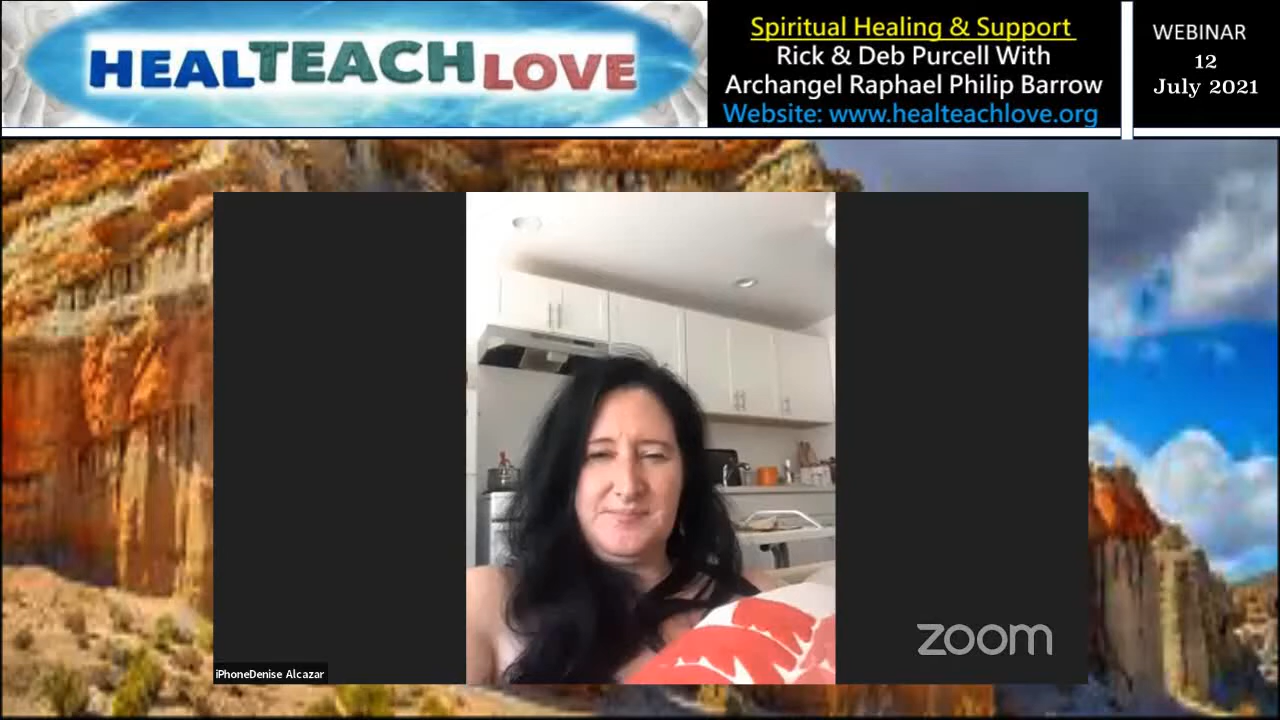 HEALTEACHLOVE
Spiritual Healing & Support
Rick & Deb Purcell With
Archangel Raphael Philip Barrow
Website: www.healteachlove.org
WEBINAR
12
July 2021
zoom
iPhoneDenise Alcazar